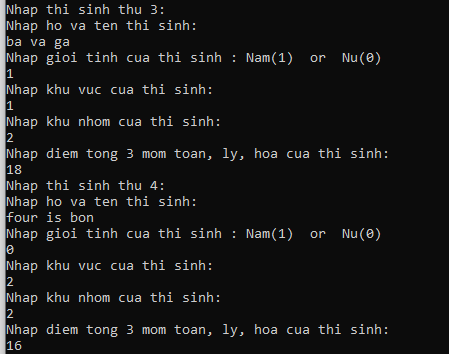 Nhap thi sinh thu 3:
Nhap ho va ten thi sinh:
ba va ga
Nhap gioi tinh cua thi sinh : Nam(1)  or  Nu(0)
1
Nhap khu vuc cua thi sinh:
1
Nhap khu nhom cua thi sinh:
2
Nhap diem tong 3 mom toan, ly, hoa cua thi sinh:
18
Nhap thi sinh thu 4:
Nhap ho va ten thi sinh:
four is bon
Nhap gioi tinh cua thi sinh : Nam(1)  or  Nu(0)
0
Nhap khu vuc cua thi sinh:
2
Nhap khu nhom cua thi sinh:
2
Nhap diem tong 3 mom toan, ly, hoa cua thi sinh:
16